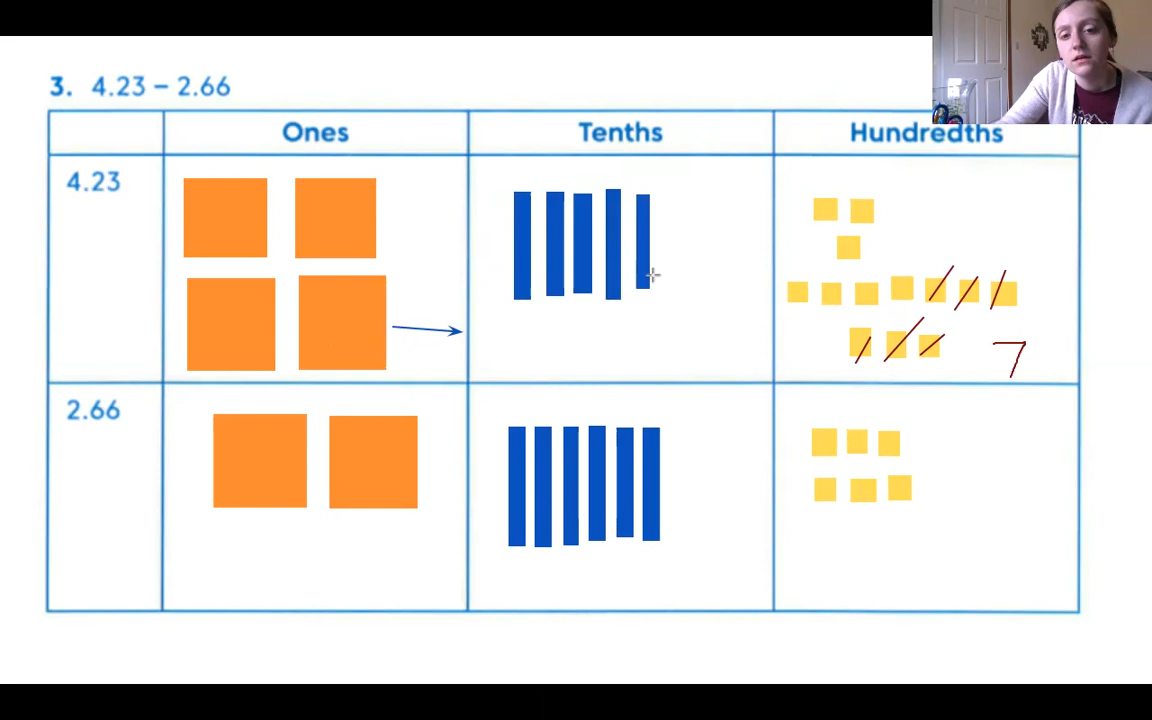 3. 4.23 – 2.66
Ones Tenths Hundredths
4.23
7
2.66